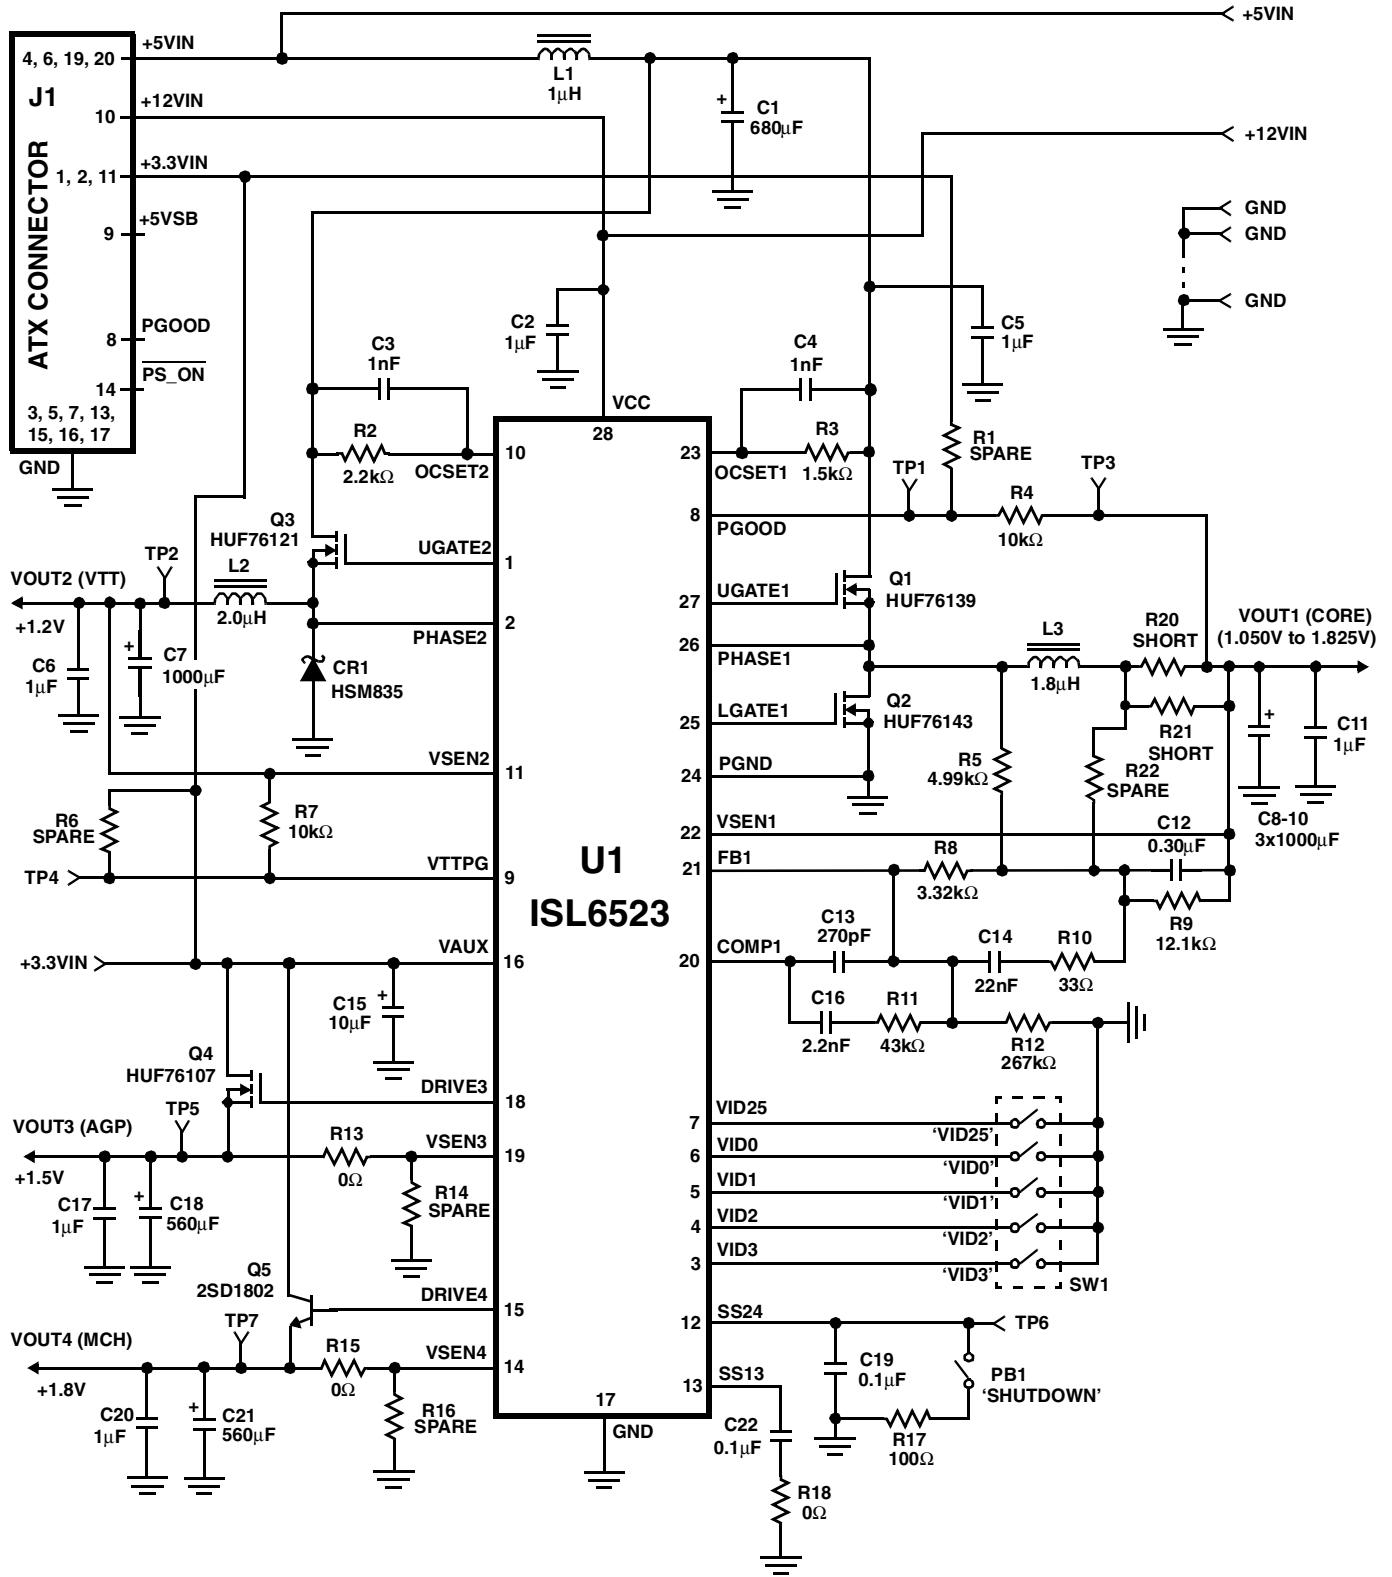 +5VIN
+5VIN
4, 6, 19, 20
J1
L1
1µH
+12VIN
10
C1
680µF
+12VIN
+3.3VIN
1, 2, 11
ATX CONNECTOR
+5VSB
9
GND
GND
GND
PGOOD
8
PS_ON
14
3, 5, 7, 13,
15, 16, 17
GND
C3
1nF
C2
1µF
C4
1nF
C5
1µF
VCC
28
R2
2.2kΩ
10
OCSET2
23
OCSET1
R3
1.5kΩ
R1
SPARE
TP1
TP3
R4
10kΩ
8
PGOOD
Q3
HUF76121
UGATE2
1
TP2
L2
2.0µH
VOUT2 (VTT)
+1.2V
27
UGATE1
Q1
HUF76139
2
PHASE2
26
PHASE1
L3
1.8µH
R20
SHORT
VOUT1 (CORE)
(1.050V to 1.825V)
C6
1µF
C7
1000µF
CR1
HSM835
25
LGATE1
Q2
HUF76143
R21
SHORT
C11
1µF
R5
4.99kΩ
R22
SPARE
24
PGND
VSEN2
11
R6
SPARE
R7
10kΩ
22
VSEN1
C12
0.30µF
C8-10
3x1000µF
U1
ISL6523
TP4
VTTPG
9
21
FB1
R8
3.32kΩ
R9
12.1kΩ
+3.3VIN
VAUX
16
20
COMP1
C13
270pF
C14
22nF
R10
33Ω
C15
10µF
C16
2.2nF
R11
43kΩ
R12
267kΩ
Q4
HUF76107
DRIVE3
18
TP5
VOUT3 (AGP)
+1.5V
R13
0Ω
VSEN3
19
R14
SPARE
C17
1µF
C18
560µF
7
VID25
‘VID25’
6
VID0
‘VID0’
5
VID1
‘VID1’
4
VID2
‘VID2’
3
VID3
‘VID3’
SW1
Q5
2SD1802
DRIVE4
15
TP7
VOUT4 (MCH)
+1.8V
R15
0Ω
VSEN4
14
R16
SPARE
C20
1µF
C21
560µF
12
SS24
TP6
C19
0.1µF
PB1
‘SHUTDOWN’
13
SS13
R17
100Ω
17
GND
C22
0.1µF
R18
0Ω